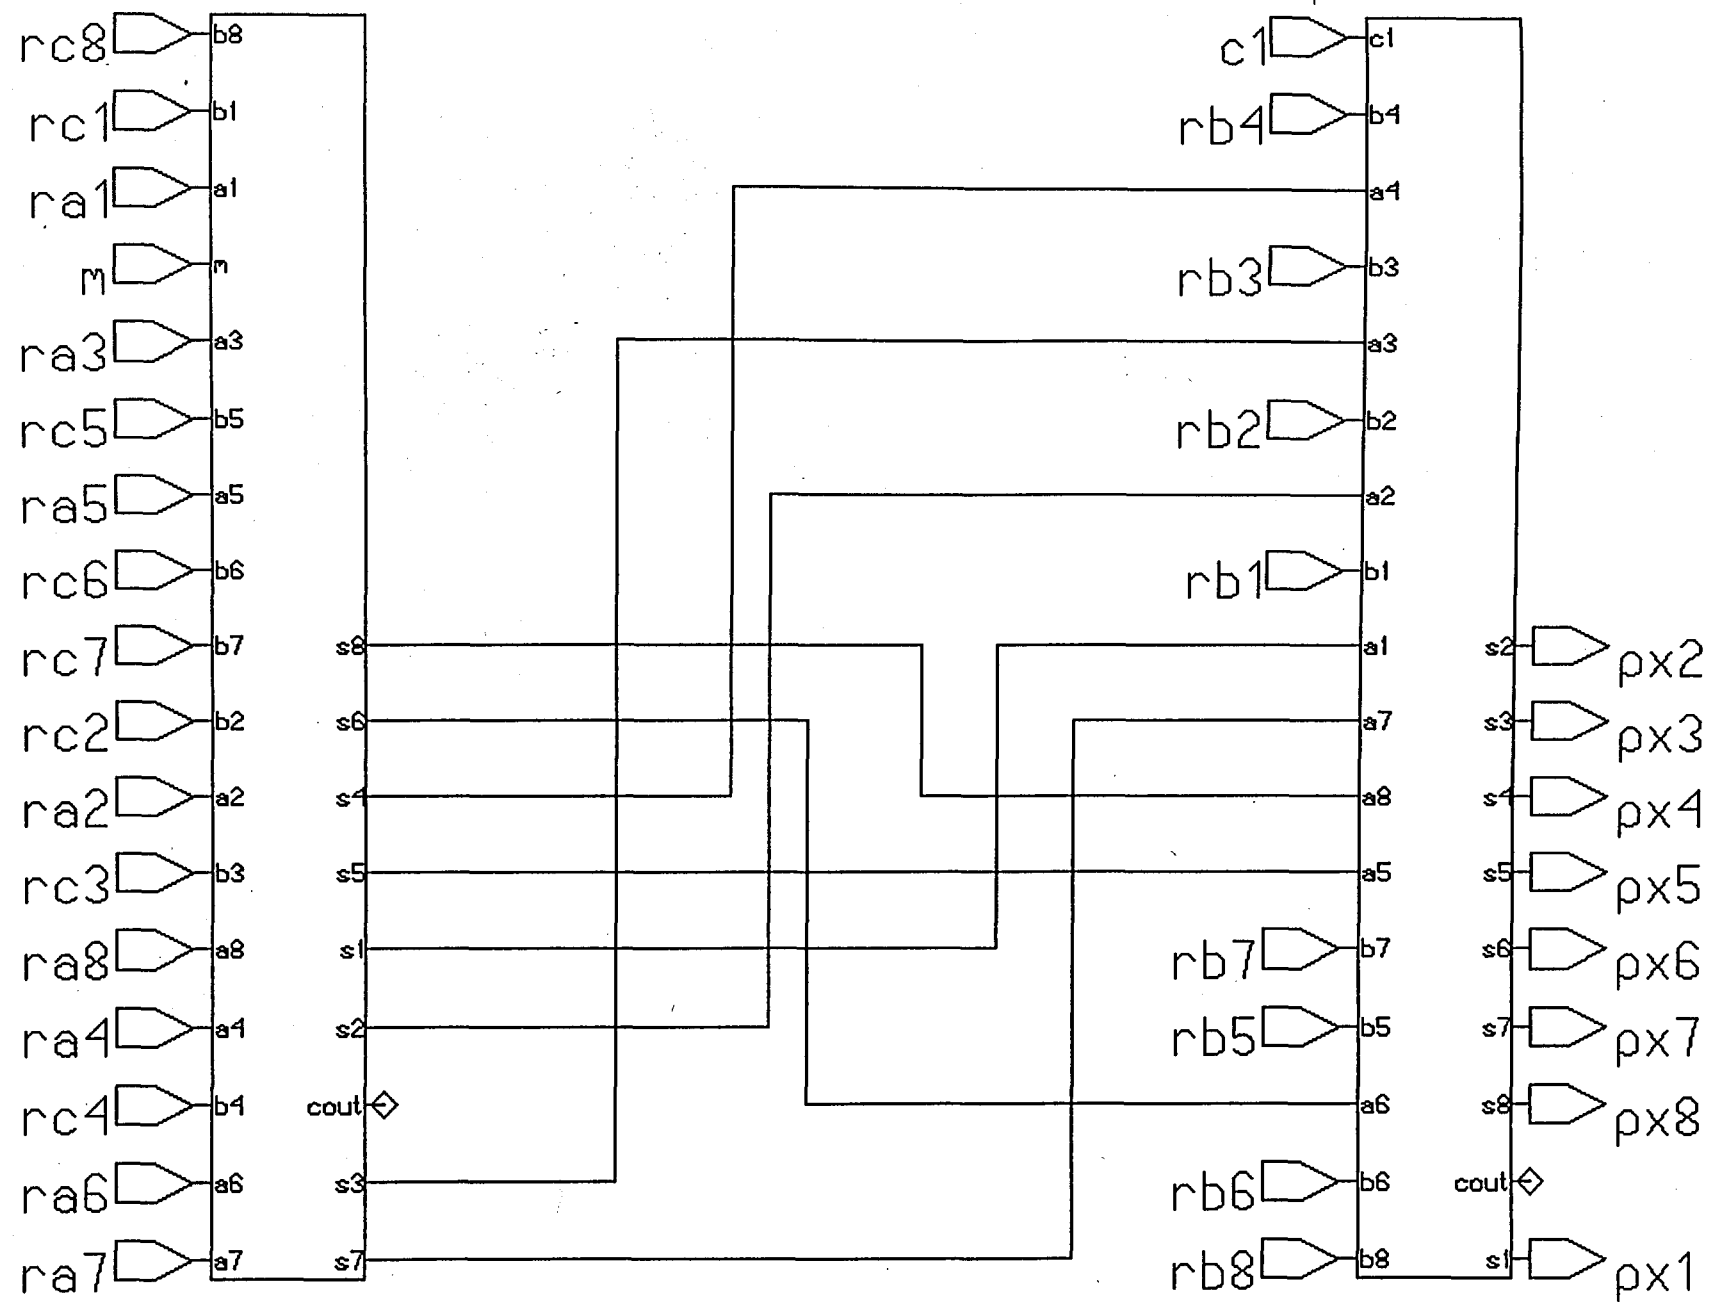 rc8 b8
rc1 b1
ra1 a1
m m
ra3 a3
rc5 b5
ra5 a5
rc6 b6
rc7 b7
rc2 b2
ra2 a2
rc3 b3
ra8 a8
ra4 a4
rc4 b4
ra6 a6
ra7 a7
s8
s6
s4
s5
s1
s2
cout
s3
s7
c1 c1
rb4 b4
a4
rb3 b3
a3
rb2 b2
a2
rb1 b1
a1
a7
a8
a5
rb7 b7
rb5 b5
a6
rb6 b6
rb8 b8
s2 px2
s3 px3
s4 px4
s5 px5
s6 px6
s7 px7
s8 px8
cout
s1 px1